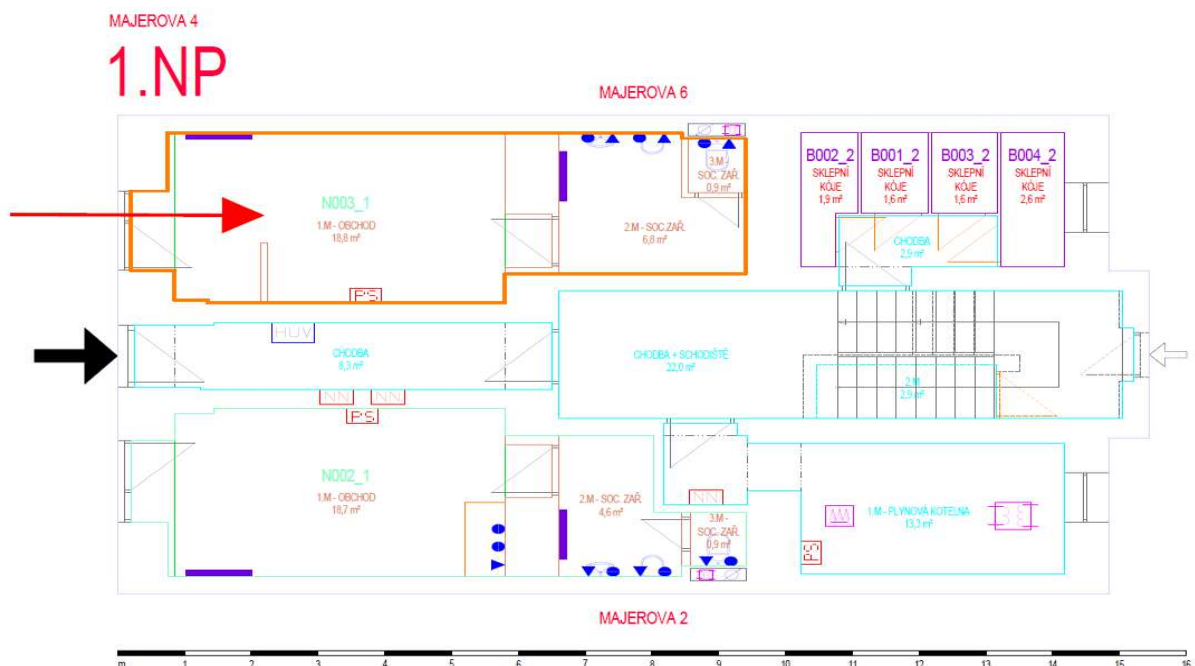 MAJEROVA 4
1.NP
MAJEROVA 6
N003_1
1.M - OBCHOD
18,8 m²
PS
2.M - SOC.ZAŘ.
6,8 m²
3.M -
SOC. ZAŘ.
0,9 m²
B002_2
SKLEPNÍ
KÓJE
1,9 m²
B001_2
SKLEPNÍ
KÓJE
1,6 m²
B003_2
SKLEPNÍ
KÓJE
1,6 m²
B004_2
SKLEPNÍ
KÓJE
2,6 m²
CHODBA
2,9 m²
HUV
CHODBA
8,3 m²
CHODBA + SCHODIŠTĚ
22,0 m²
2.M
2,9 m²
NN
NN
PS
N002_1
1.M - OBCHOD
18,7 m²
2.M - SOC. ZAŘ.
4,6 m²
3.M -
SOC. ZAŘ.
0,9 m²
NN
1.M - PLYNOVÁ KOTELNA
13,3 m²
PS
MAJEROVA 2
m 1 2 3 4 5 6 7 8 9 10 11 12 13 14 15 16